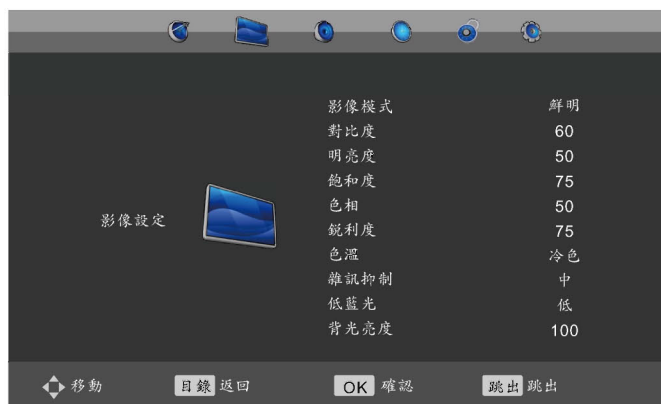 影像模式 鮮明
對比度 60
明亮度 50
飽和度 75
色相 50
影像設定
銳利度 75
色溫 冷色
雜訊抑制 中
低藍光 低
背光亮度 100
移動 目錄 返回 OK 確認 跳出 跳出